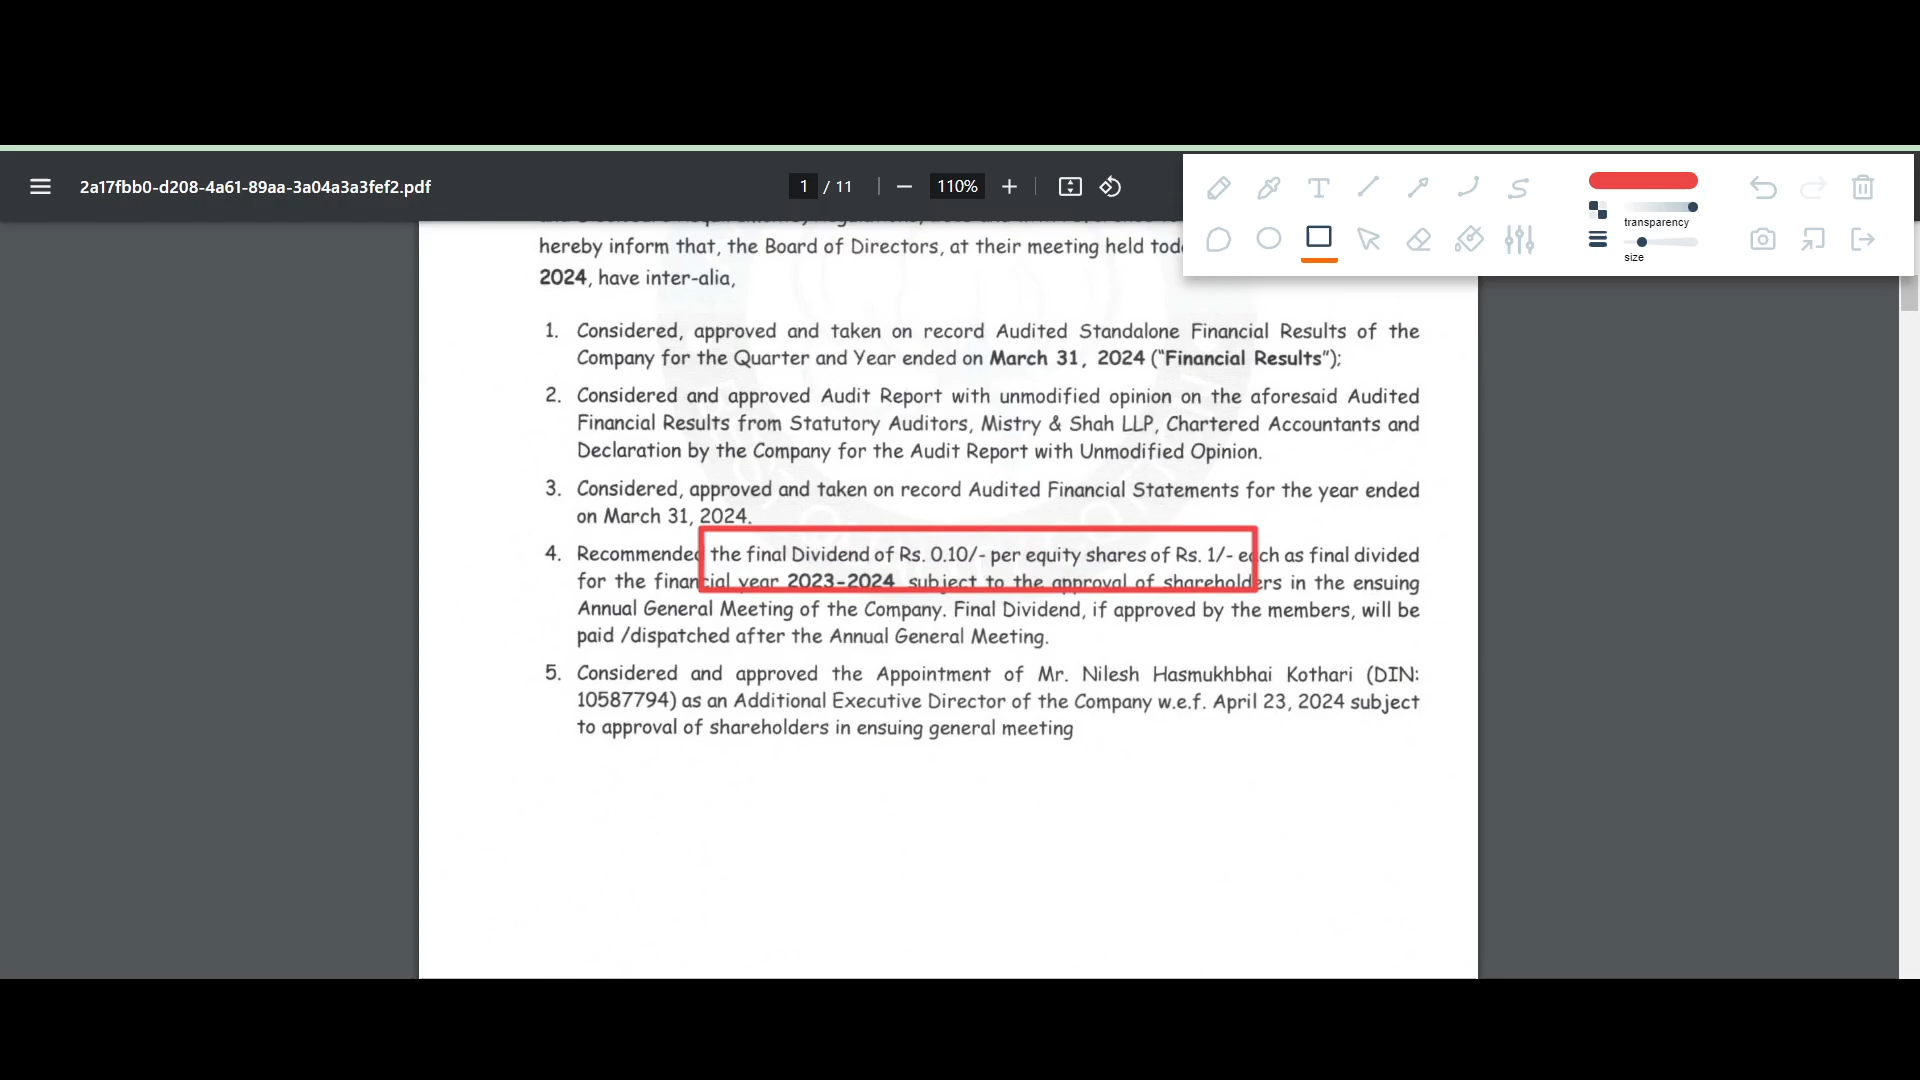 2a17fbb0-d208-4a61-89aa-3a04a3a3fef2.pdf
1 / 11
110%
transparency
size
hereby inform that, the Board of Directors, at their meeting held
2024, have inter-alia,
1. Considered, approved and taken on record Audited Standalone Financial Results of the
Company for the Quarter and Year ended on March 31, 2024 ("Financial Results");
2. Considered and approved Audit Report with unmodified opinion on the aforesaid Audited
Financial Results from Statutory Auditors, Mistry & Shah LLP, Chartered Accountants and
Declaration by the Company for the Audit Report with Unmodified Opinion.
3. Considered, approved and taken on record Audited Financial Statements for the year ended
on March 31, 2024.
4. Recommended the final Dividend of Rs. 0.10/- per equity shares of Rs. 1/- each as final divided
for the financial year 2023-2024 subject to the approval of shareholders in the ensuing
Annual General Meeting of the Company. Final Dividend, if approved by the members, will be
paid /dispatched after the Annual General Meeting.
5. Considered and approved the Appointment of Mr. Nilesh Hasmukhbhai Kothari (DIN:
10587794) as an Additional Executive Director of the Company w.e.f. April 23, 2024 subject
to approval of shareholders in ensuing general meeting